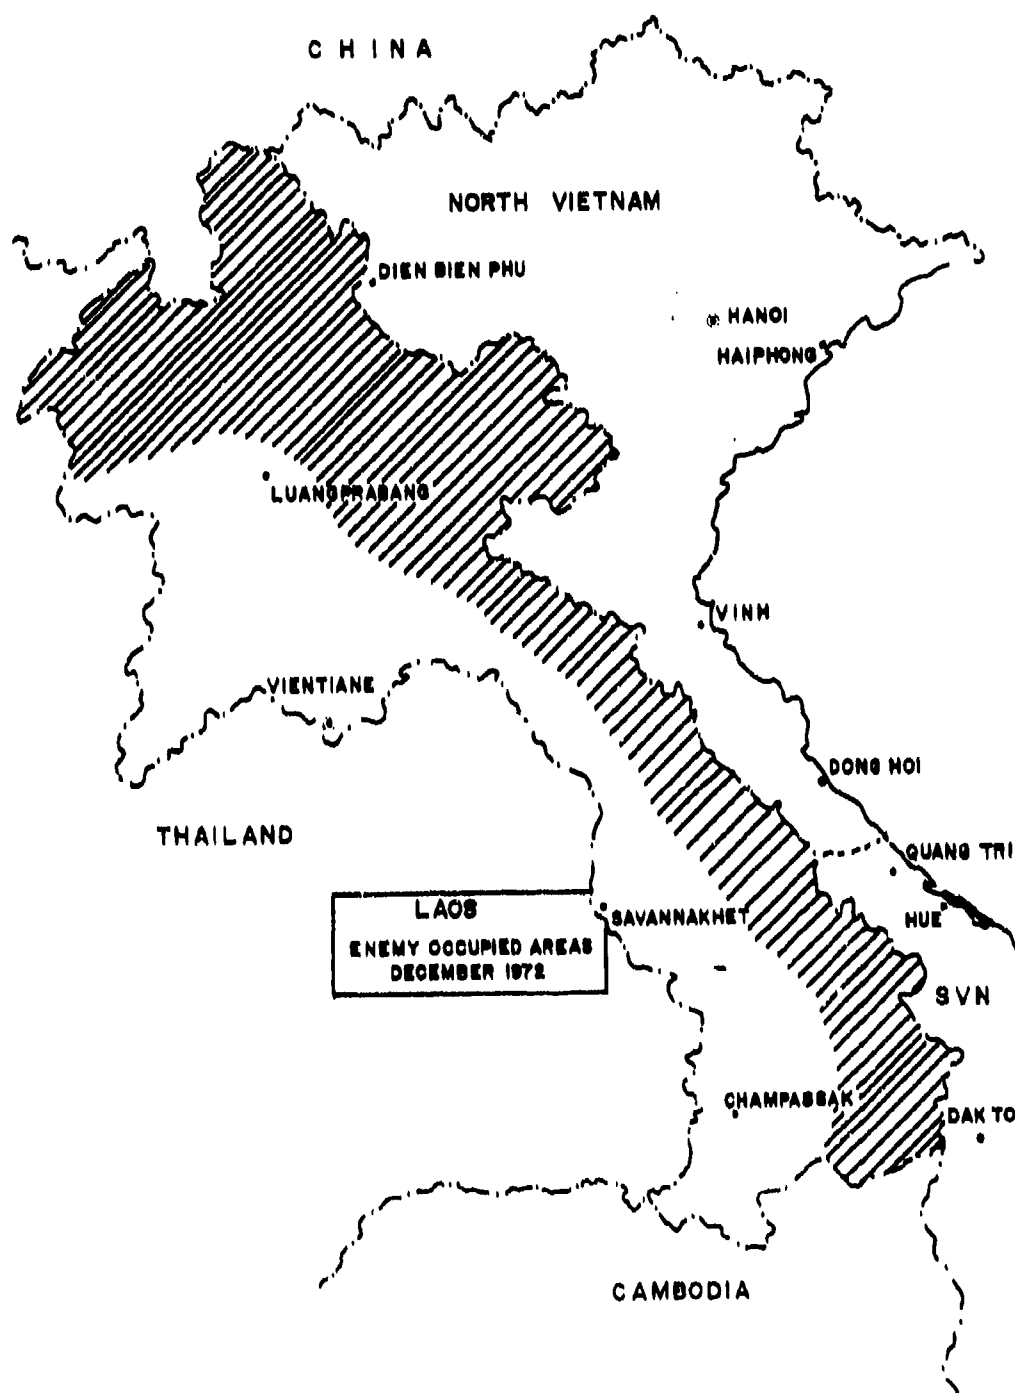 CHINA
NORTH VIETNAM
DIEN BIEN PHU
HANOI
HAIPHONG
LUANGPRABANG
VINH
VIENTIANE
DONG HOI
THAILAND
QUANG TRI
LAOS
ENEMY OCCUPIED AREAS
DECEMBER 1972
SAVANNAKHET
HUE
SVN
CHAMPASSAK
DAK TO
CAMBODIA